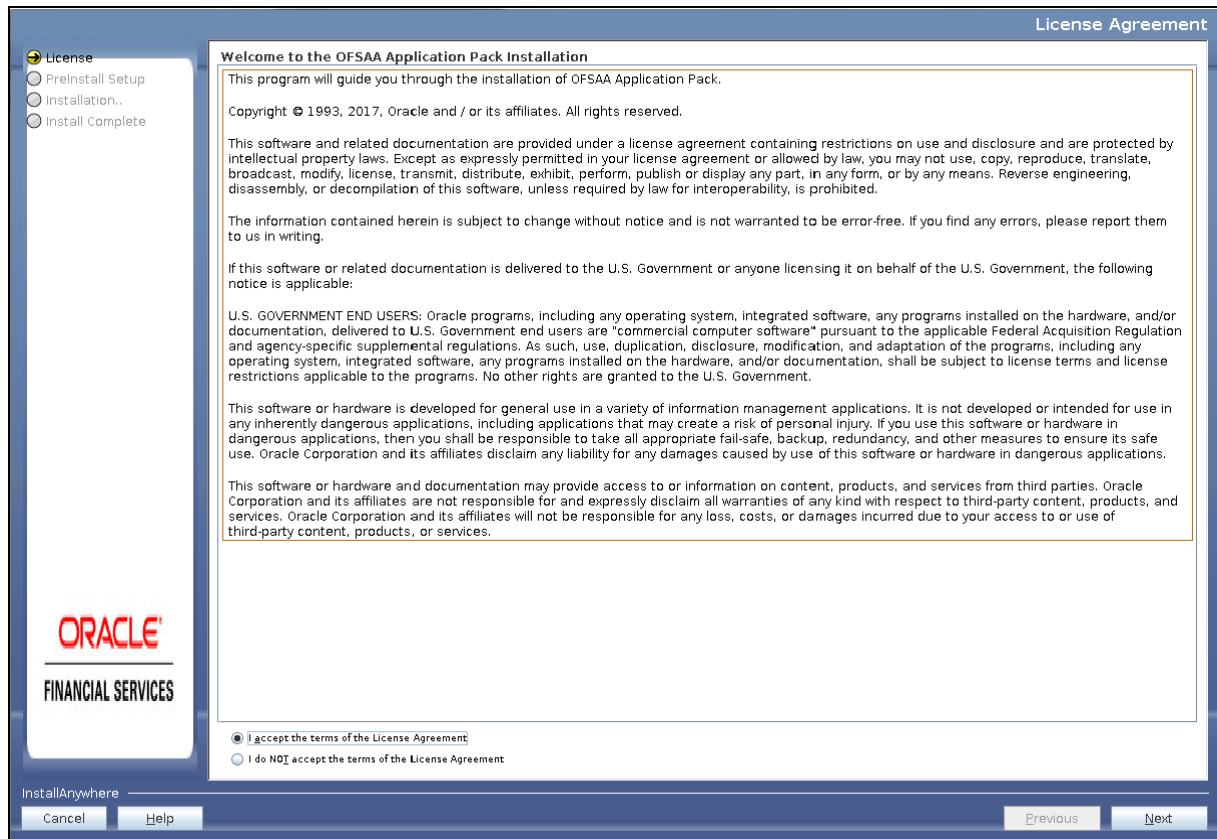 License Agreement
License
PreInstall Setup
Installation..
Install Complete
Welcome to the OFSAA Application Pack Installation
This program will guide you through the installation of OFSAA Application Pack.
Copyright © 1993, 2017, Oracle and / or its affiliates. All rights reserved.
This software and related documentation are provided under a license agreement containing restrictions on use and disclosure and are protected by
intellectual property laws. Except as expressly permitted in your license agreement or allowed by law, you may not use, copy, reproduce, translate,
broadcast, modify, license, transmit, distribute, exhibit, perform, publish or display any part, in any form, or by any means. Reverse engineering,
disassembly, or decompilation of this software, unless required by law for interoperability, is prohibited.
The information contained herein is subject to change without notice and is not warranted to be error-free. If you find any errors, please report them
to us in writing.
If this software or related documentation is delivered to the U.S. Government or anyone licensing it on behalf of the U.S. Government, the following
notice is applicable:
U.S. GOVERNMENT END USERS: Oracle programs, including any operating system, integrated software, any programs installed on the hardware, and/or
documentation, delivered to U.S. Government end users are "commercial computer software" pursuant to the applicable Federal Acquisition Regulation
and agency-specific supplemental regulations. As such, use, duplication, disclosure, modification, and adaptation of the programs, including any
operating system, integrated software, any programs installed on the hardware, and/or documentation, shall be subject to license terms and license
restrictions applicable to the programs. No other rights are granted to the U.S. Government.
This software or hardware is developed for general use in a variety of information management applications. It is not developed or intended for use in
any inherently dangerous applications, including applications that may create a risk of personal injury. If you use this software or hardware in
dangerous applications, then you shall be responsible to take all appropriate fail-safe, backup, redundancy, and other measures to ensure its safe
use. Oracle Corporation and its affiliates disclaim any liability for any damages caused by use of this software or hardware in dangerous applications.
This software or hardware and documentation may provide access to or information on content, products, and services from third parties. Oracle
Corporation and its affiliates are not responsible for and expressly disclaim all warranties of any kind with respect to third-party content, products, and
services. Oracle Corporation and its affiliates will not be responsible for any loss, costs, or damages incurred due to your access to or use of
third-party content, products, or services.
ORACLE
FINANCIAL SERVICES
I accept the terms of the License Agreement
I do NOT accept the terms of the License Agreement
InstallAnywhere
Cancel
Help
Previous
Next